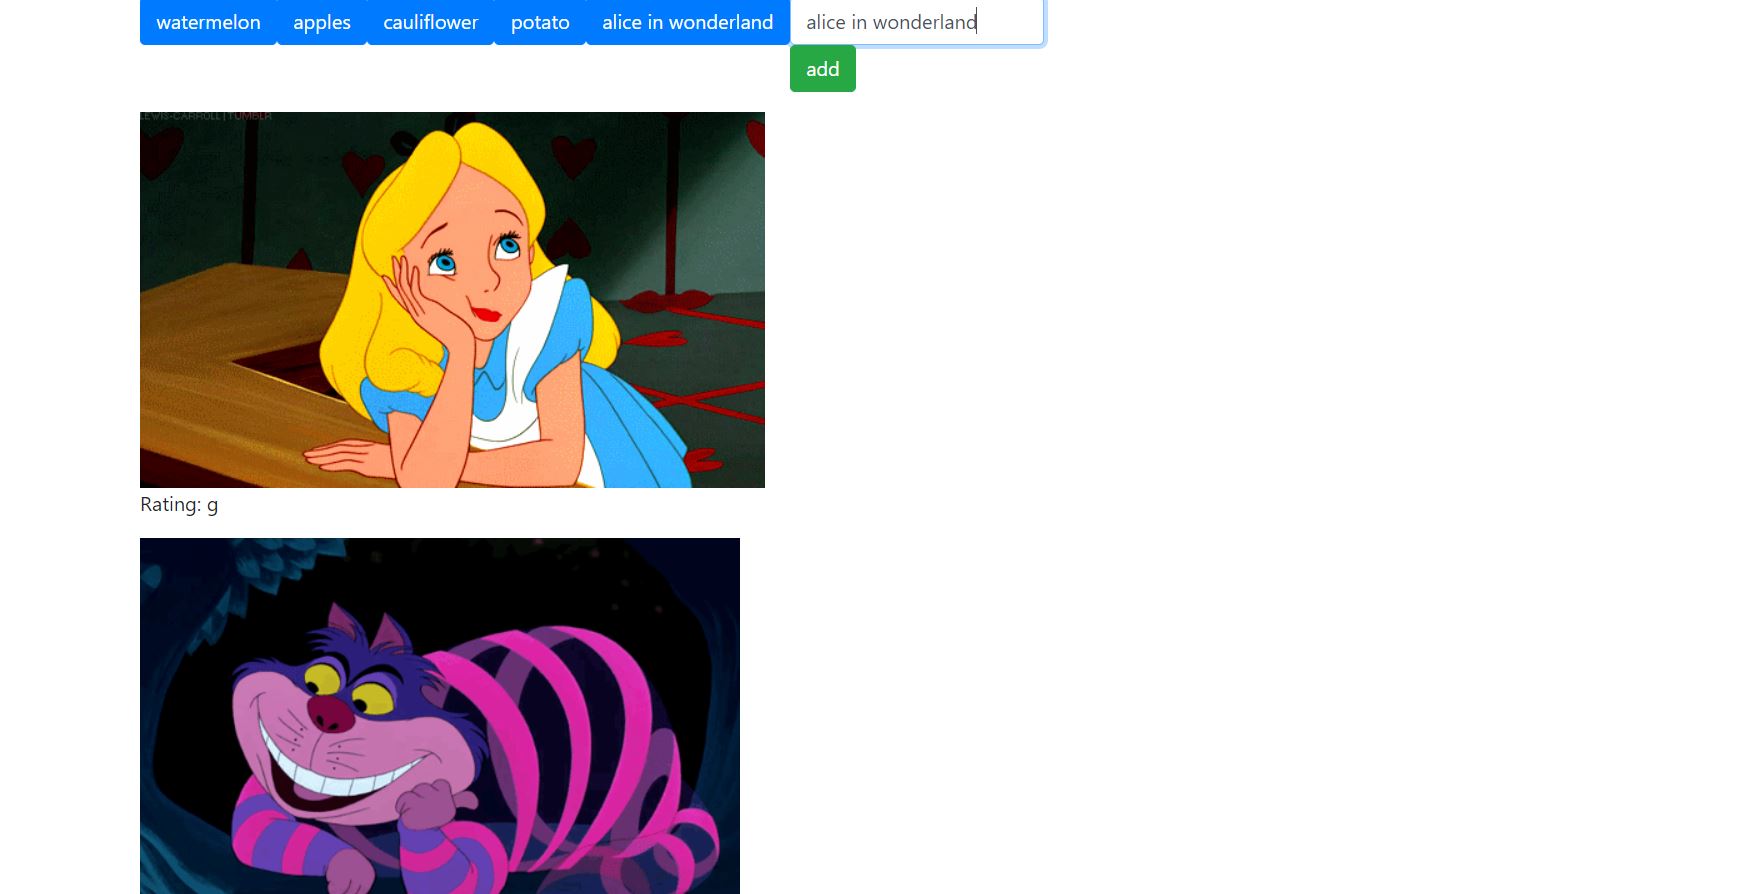 watermelon apples cauliflower potato alice in wonderland alice in wonderland
add
LEWIS-CARROLL | TUMBLR
Rating: g